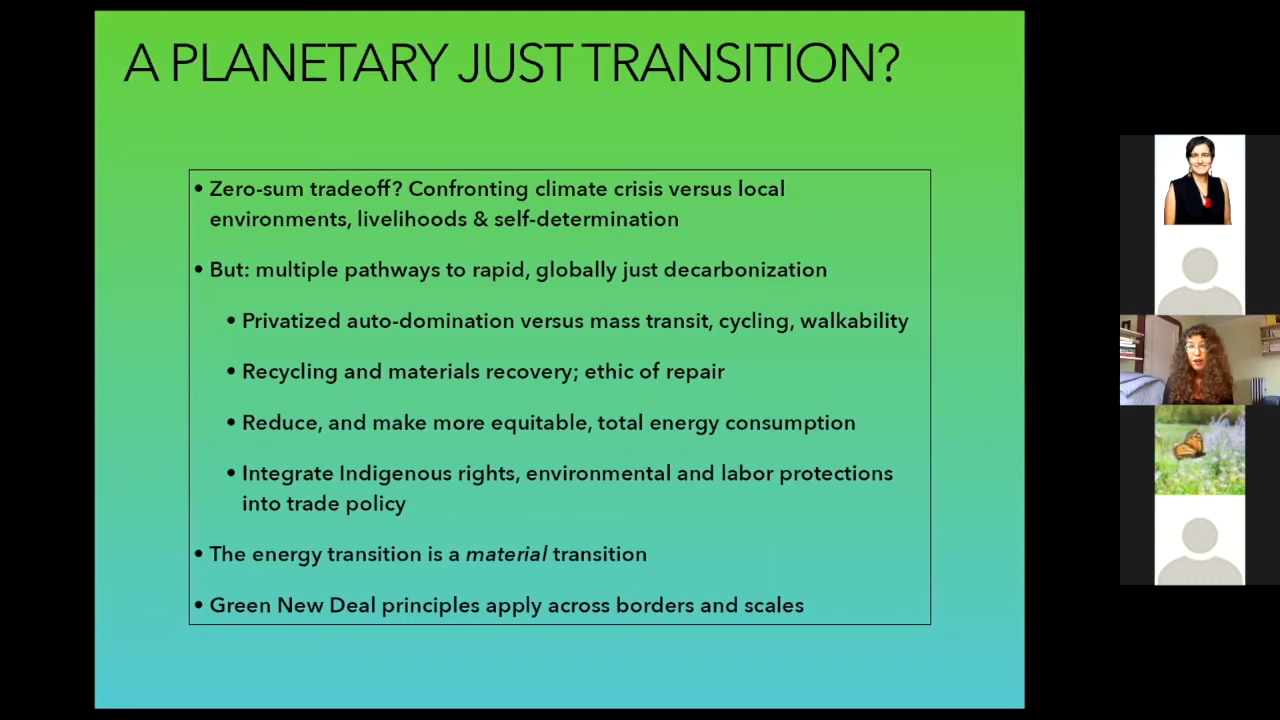 A PLANETARY JUST TRANSITION?
• Zero-sum tradeoff? Confronting climate crisis versus local
environments, livelihoods & self-determination
• But: multiple pathways to rapid, globally just decarbonization
• Privatized auto-domination versus mass transit, cycling, walkability
• Recycling and materials recovery; ethic of repair
• Reduce, and make more equitable, total energy consumption
• Integrate Indigenous rights, environmental and labor protections
into trade policy
• The energy transition is a material transition
• Green New Deal principles apply across borders and scales